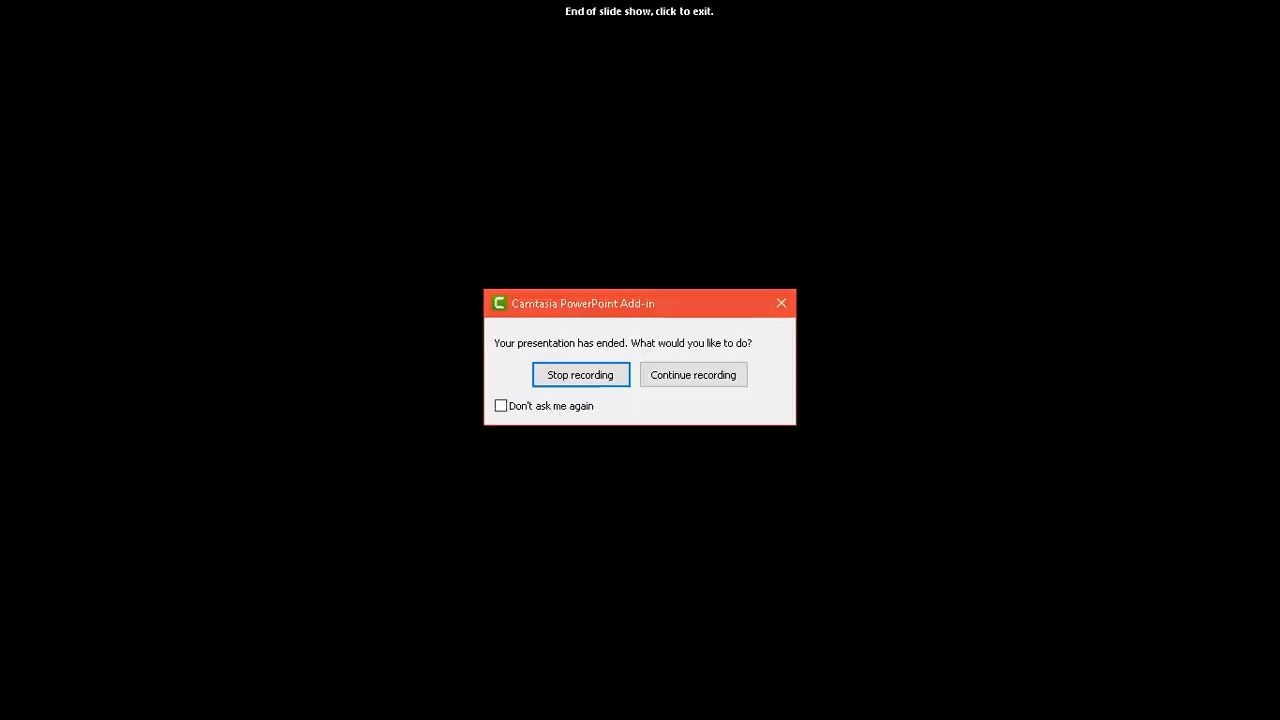 End of slide show, click to exit.
Camtasia PowerPoint Add-in
Your presentation has ended. What would you like to do?
Stop recording
Continue recording
Don't ask me again